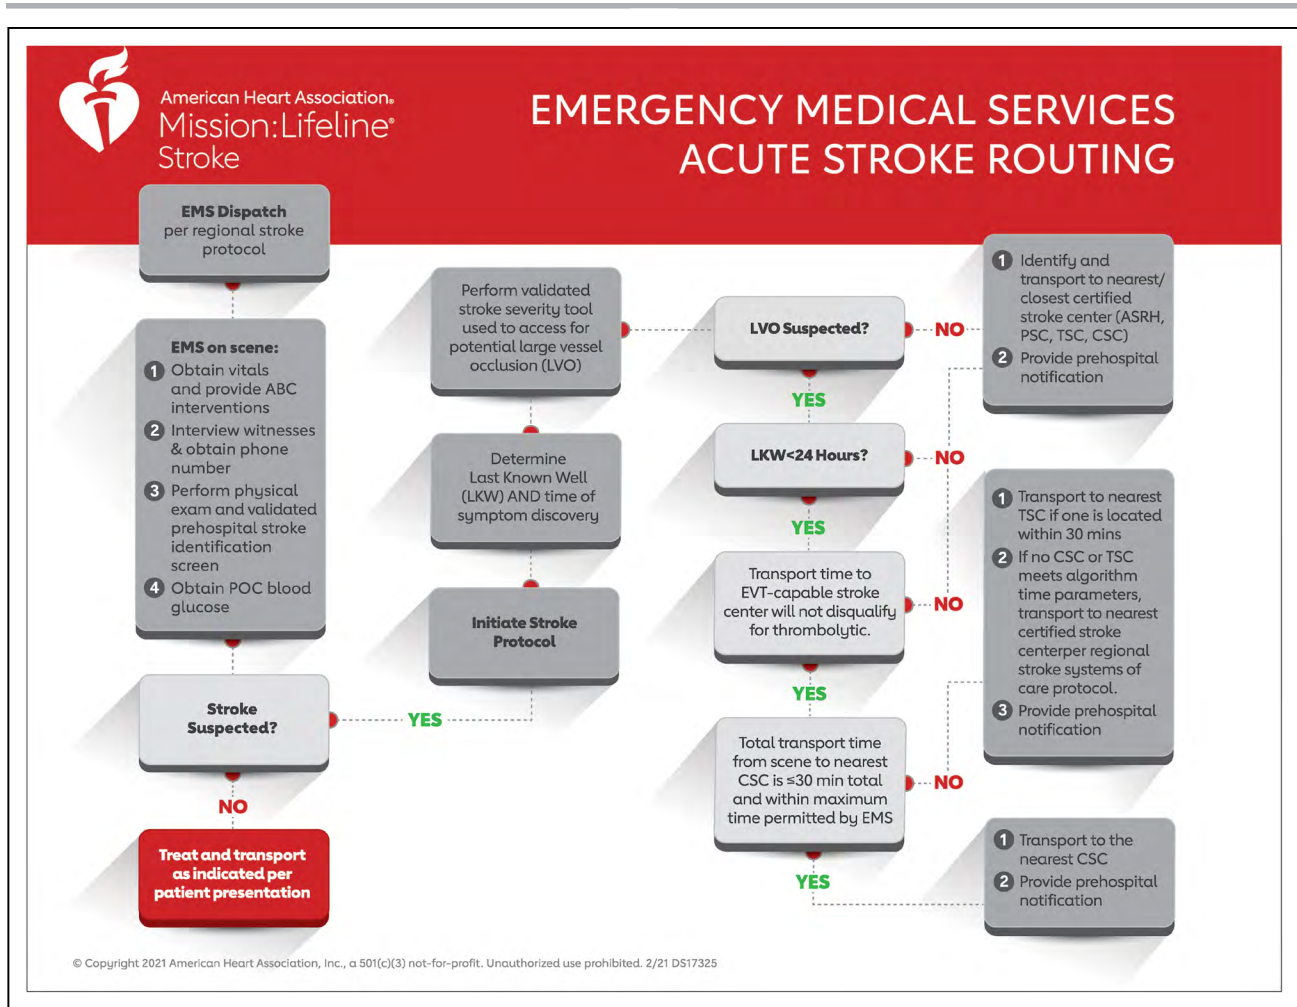 American Heart Association®
Mission:Lifeline®
Stroke
EMERGENCY MEDICAL SERVICES
ACUTE STROKE ROUTING
EMS Dispatch
per regional stroke
protocol
EMS on scene:
1 Obtain vitals
and provide ABC
interventions
2 Interview witnesses
& obtain phone
number
3 Perform physical
exam and validated
prehospital stroke
identification
screen
4 Obtain POC blood
glucose
Stroke
Suspected?
NO
Treat and transport
as indicated per
patient presentation
YES
Initiate Stroke
Protocol
Determine
Last Known Well
(LKW) AND time of
symptom discovery
Perform validated
stroke severity tool
used to access for
potential large vessel
occlusion (LVO)
LVO Suspected?
NO
YES
LKW<24 Hours?
NO
YES
Transport time to
EVT-capable stroke
center will not disqualify
for thrombolytic.
NO
YES
Total transport time
from scene to nearest
CSC is ≤30 min total
and within maximum
time permitted by EMS
NO
YES
1 Identify and
transport to nearest/
closest certified
stroke center (ASRH,
PSC, TSC, CSC)
2 Provide prehospital
notification
1 Transport to nearest
TSC if one is located
within 30 mins
2 If no CSC or TSC
meets algorithm
time parameters,
transport to nearest
certified stroke
centerper regional
stroke systems of
care protocol.
3 Provide prehospital
notification
1 Transport to the
nearest CSC
2 Provide prehospital
notification
© Copyright 2021 American Heart Association, Inc., a 501(c)(3) not-for-profit. Unauthorized use prohibited. 2/21 DS17325